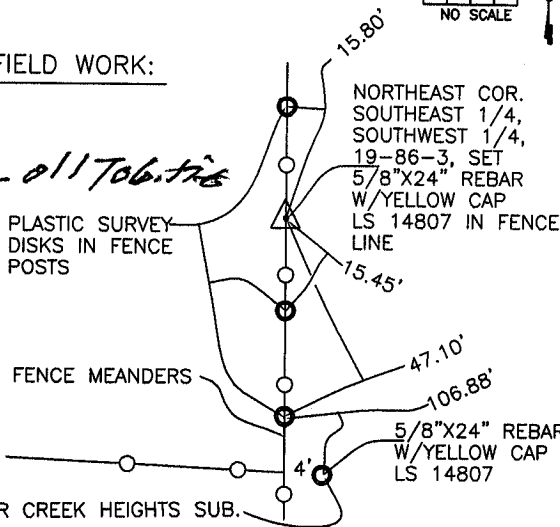 NO SCALE
FIELD WORK:
15.80'
NORTHEAST COR.
SOUTHEAST 1/4,
SOUTHWEST 1/4,
19-86-3, SET
5/8"X24" REBAR
W/YELLOW CAP
LS 14807 IN FENCE
LINE
PLASTIC SURVEY
DISKS IN FENCE
POSTS
15.45'
FENCE MEANDERS
47.10'
106.88'
5/8"X24" REBAR
W/YELLOW CAP
LS 14807
4'
R CREEK HEIGHTS SUB.